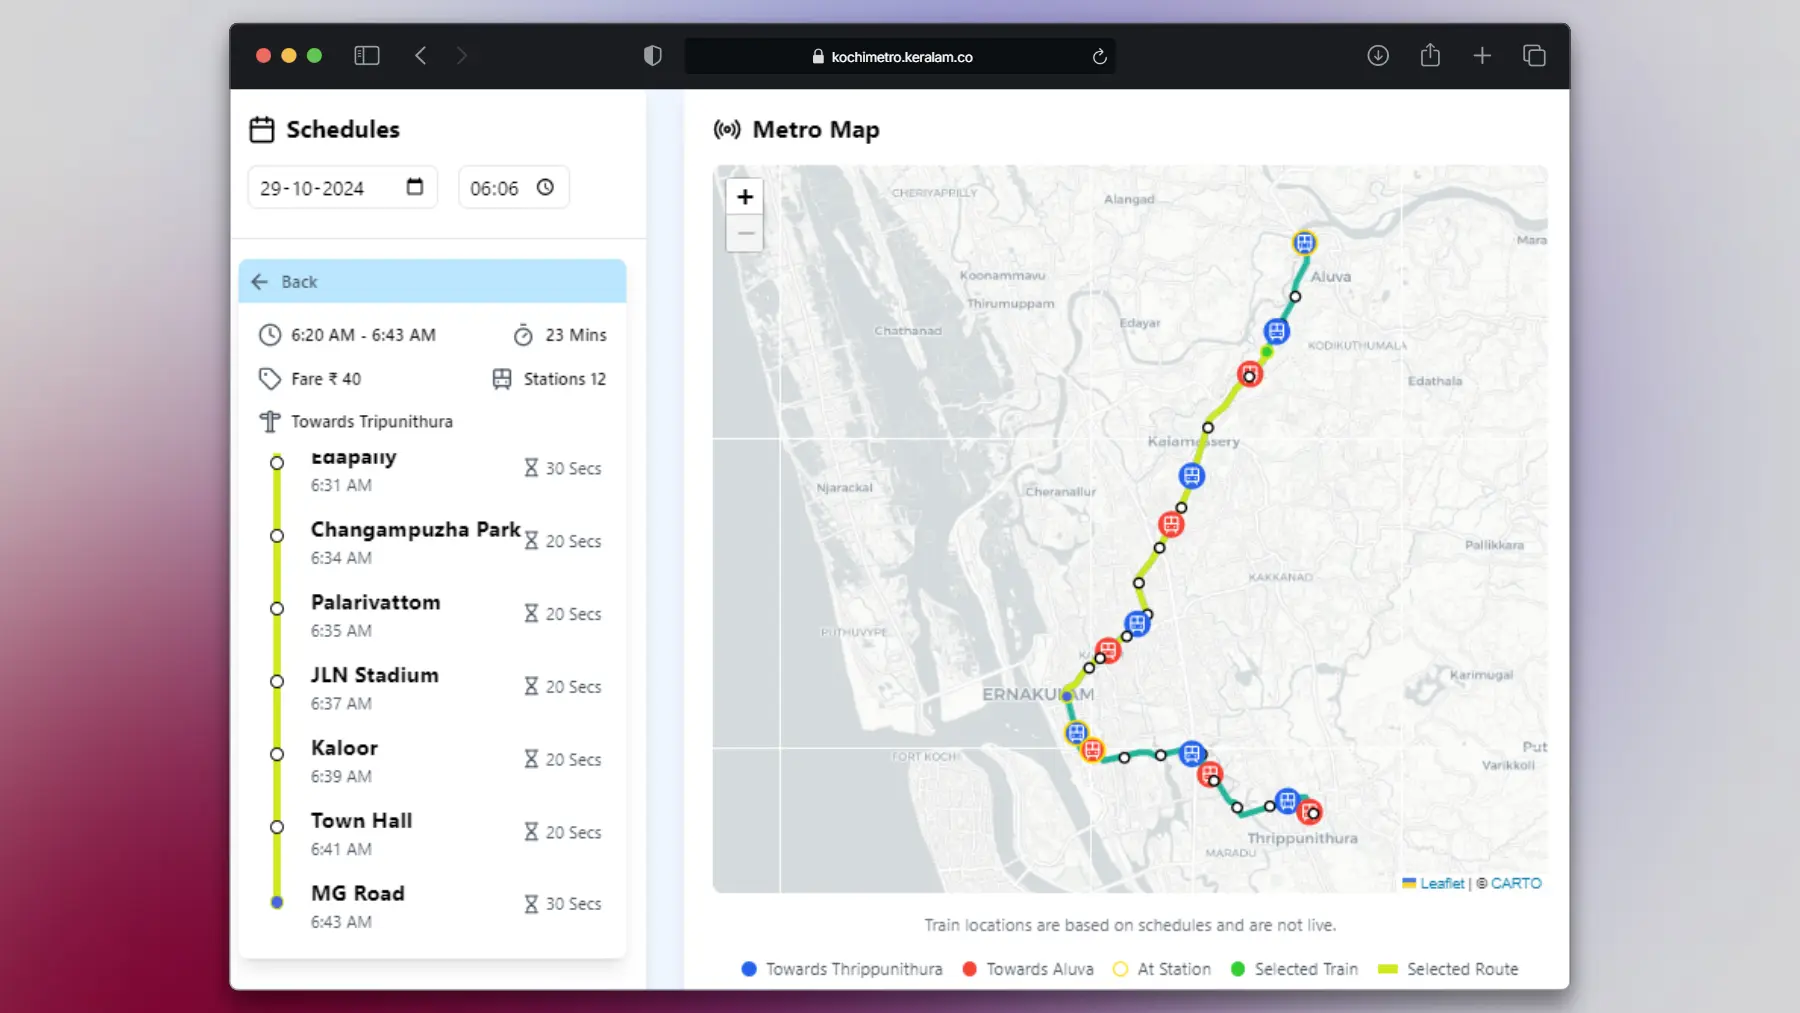 kochimetro.keralam.co
Schedules
29-10-2024
06:06
Back
6:20 AM - 6:43 AM
23 Mins
Fare ₹ 40
Stations 12
Towards Tripunithura
Edapally
30 Secs
6:31 AM
Changampuzha Park
20 Secs
6:34 AM
Palarivattom
20 Secs
6:35 AM
JLN Stadium
20 Secs
6:37 AM
Kaloor
20 Secs
6:39 AM
Town Hall
20 Secs
6:41 AM
MG Road
30 Secs
6:43 AM
Metro Map
+
−
CHERIYAPPILLY
Alangad
Mara
Koonammavu
Aluva
Thirumuppam
Edayar
Chathanad
KODIKUTHUMALA
Edathala
Kalamassery
Njarackal
Cheranallur
Pallikkara
KAKKANAD
PUTHUVYPE
Karimugal
ERNAKULAM
FORT KOCHI
Put
Varikkoli
Thrippunithura
MARADU
Leaflet | © CARTO
Train locations are based on schedules and are not live.
Towards Thrippunithura
Towards Aluva
At Station
Selected Train
Selected Route